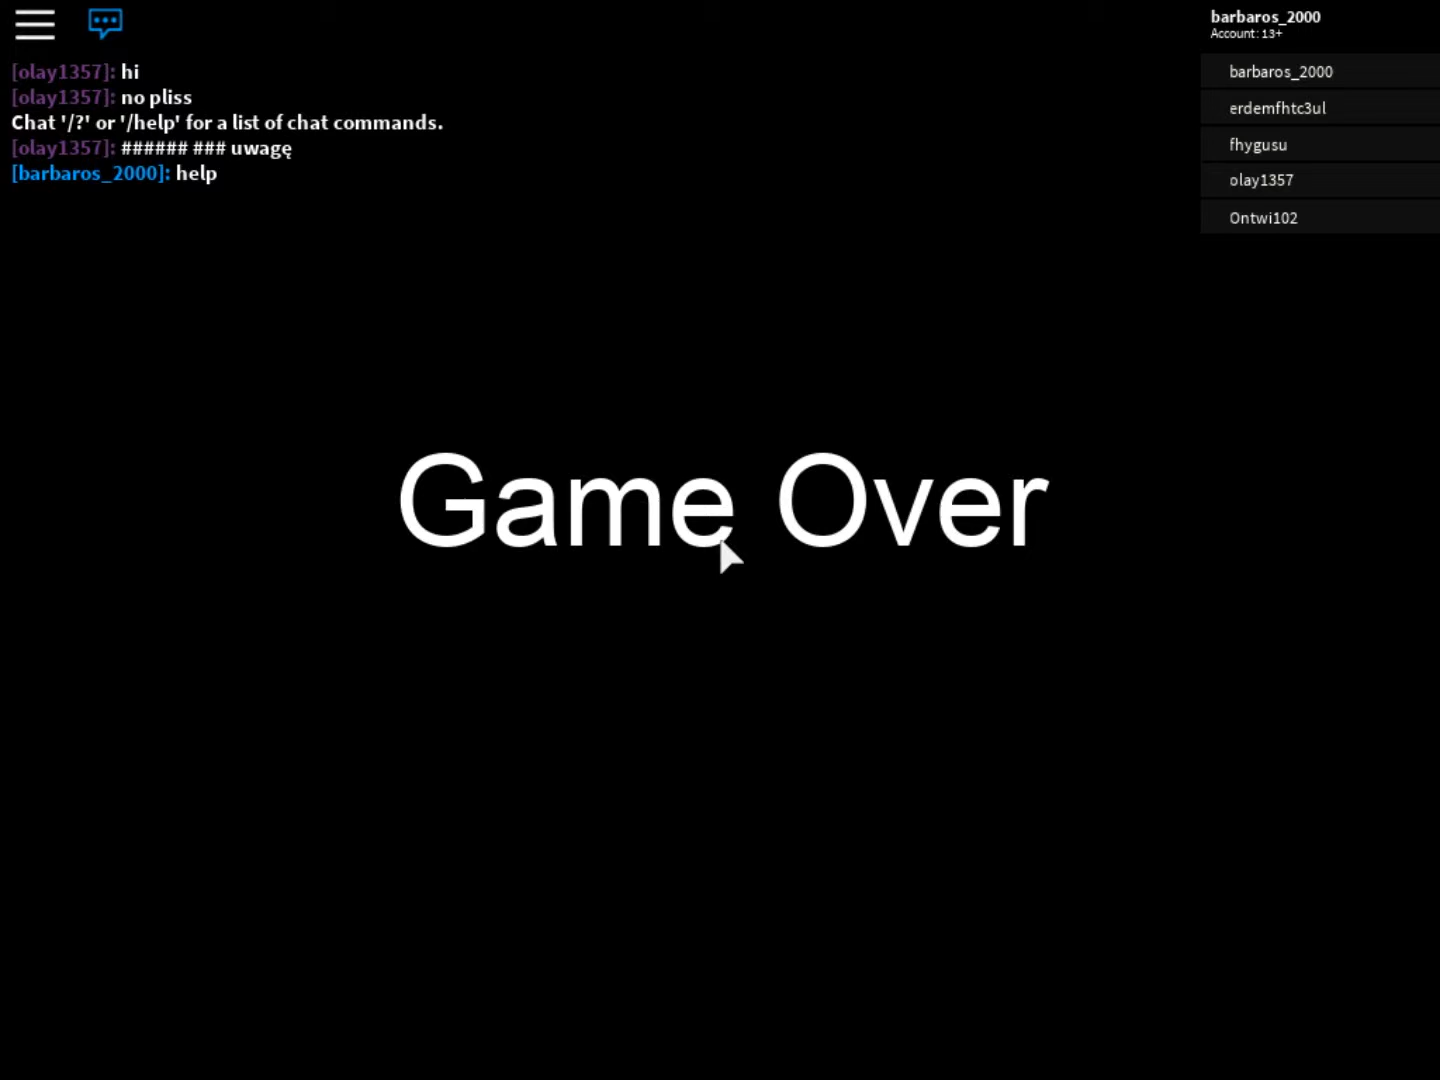 barbaros_2000
Account: 13+
[olay1357]: hi
[olay1357]: no pliss
Chat '/?' or '/help' for a list of chat commands.
[olay1357]: ###### ### uwagę
[barbaros_2000]: help
barbaros_2000
erdemfhtc3ul
fhygusu
olay1357
Ontwi102
Game Over